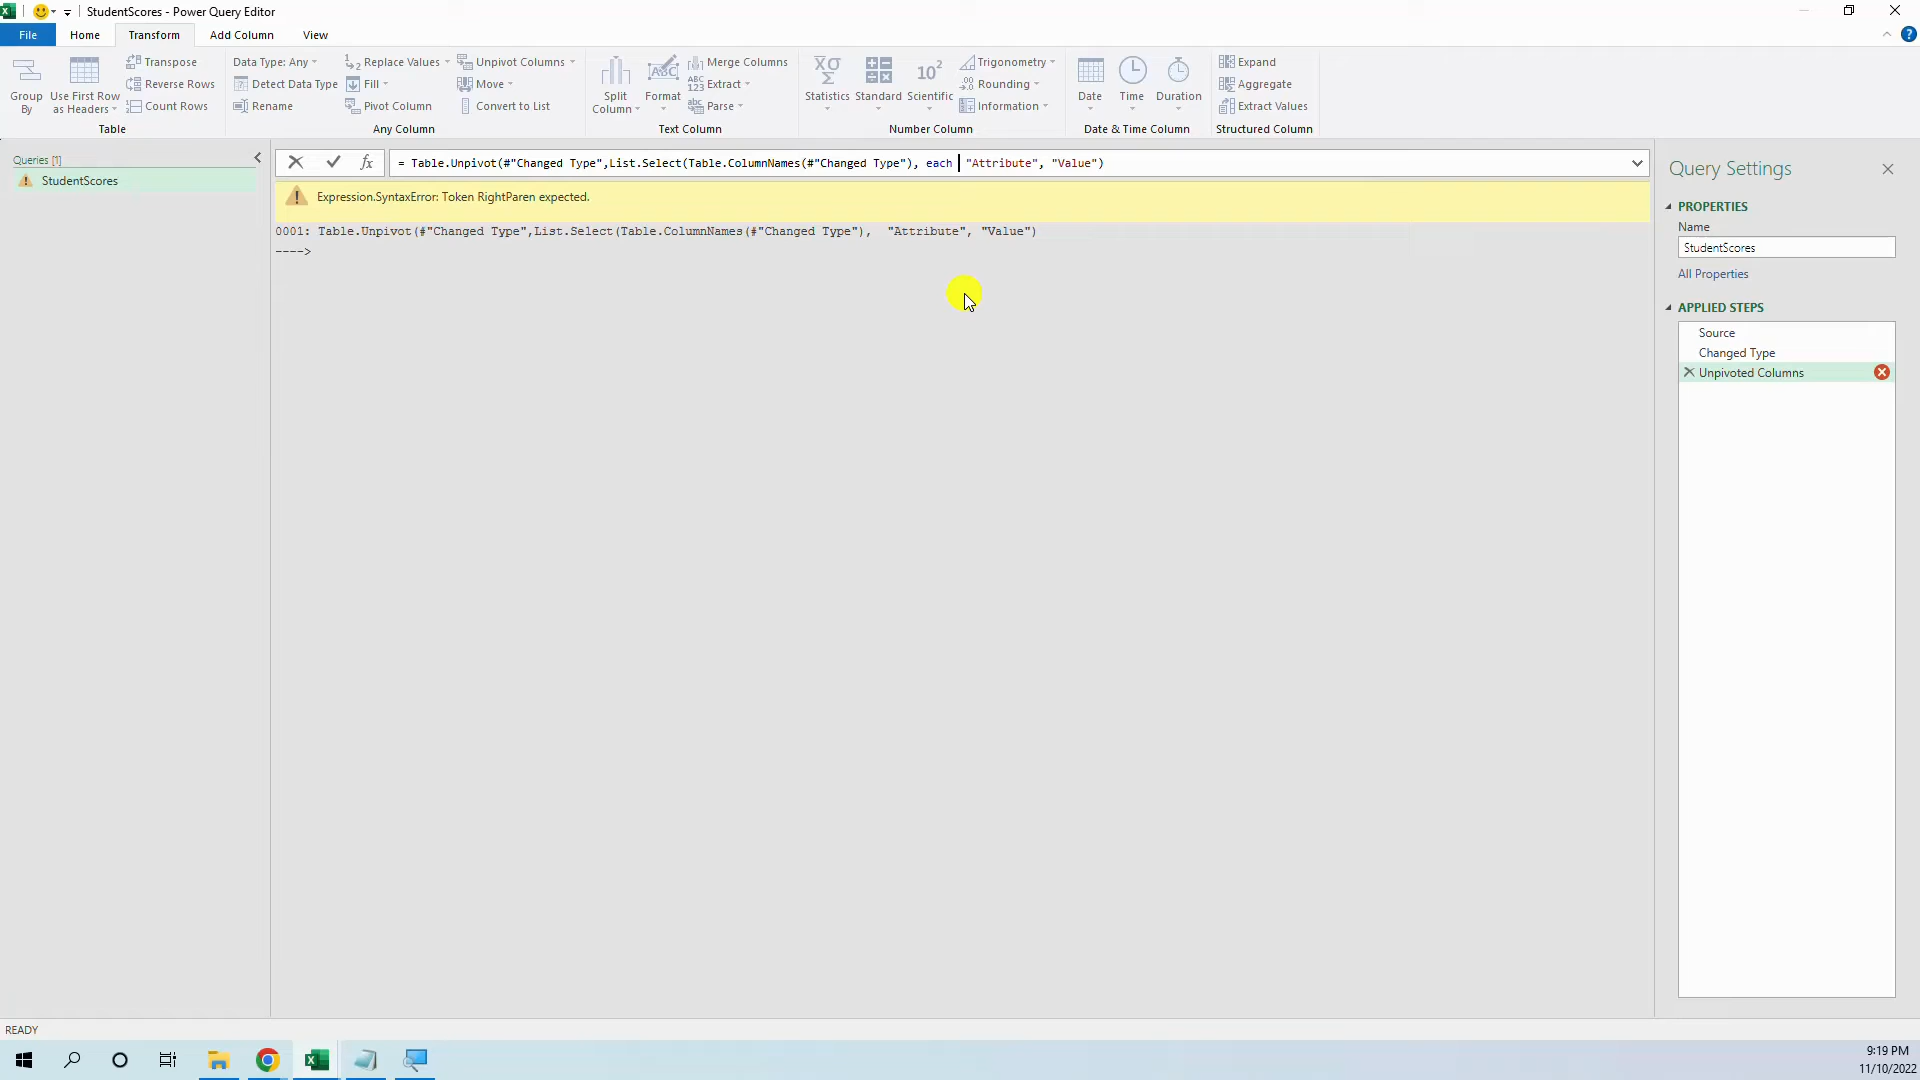 StudentScores - Power Query Editor
File Home Transform Add Column View
Group By
Use First Row as Headers
Transpose
Reverse Rows
Count Rows
Table
Data Type: Any
Detect Data Type
Rename
Replace Values
Fill
Pivot Column
Unpivot Columns
Move
Convert to List
Any Column
Split Column
Format
Merge Columns
Extract
Parse
Text Column
Statistics
Standard
Scientific
Trigonometry
Rounding
Information
Number Column
Date
Time
Duration
Date & Time Column
Expand
Aggregate
Extract Values
Structured Column
Queries [1]
StudentScores
= Table.Unpivot(#"Changed Type",List.Select(Table.ColumnNames(#"Changed Type"), each "Attribute", "Value")
Expression.SyntaxError: Token RightParen expected.
0001: Table.Unpivot(#"Changed Type",List.Select(Table.ColumnNames(#"Changed Type"),  "Attribute", "Value")
---->
Query Settings
PROPERTIES
Name
StudentScores
All Properties
APPLIED STEPS
Source
Changed Type
Unpivoted Columns
READY
9:19 PM
11/10/2022